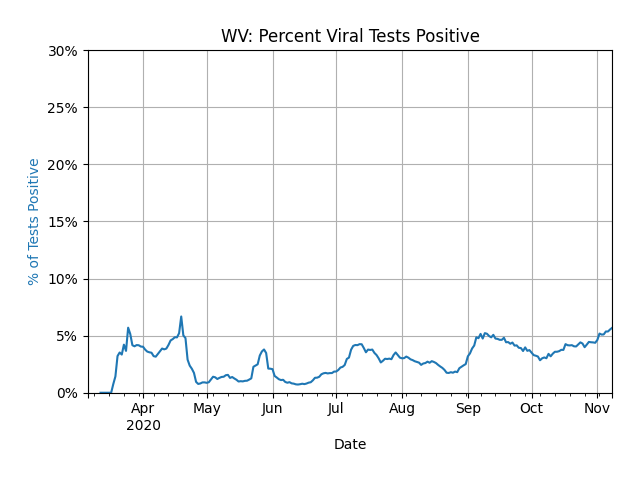 WV: Percent Viral Tests Positive
30%
25%
20%
15%
10%
5%
0%
% of Tests Positive
Apr
2020
May
Jun
Jul
Aug
Sep
Oct
Nov
Date